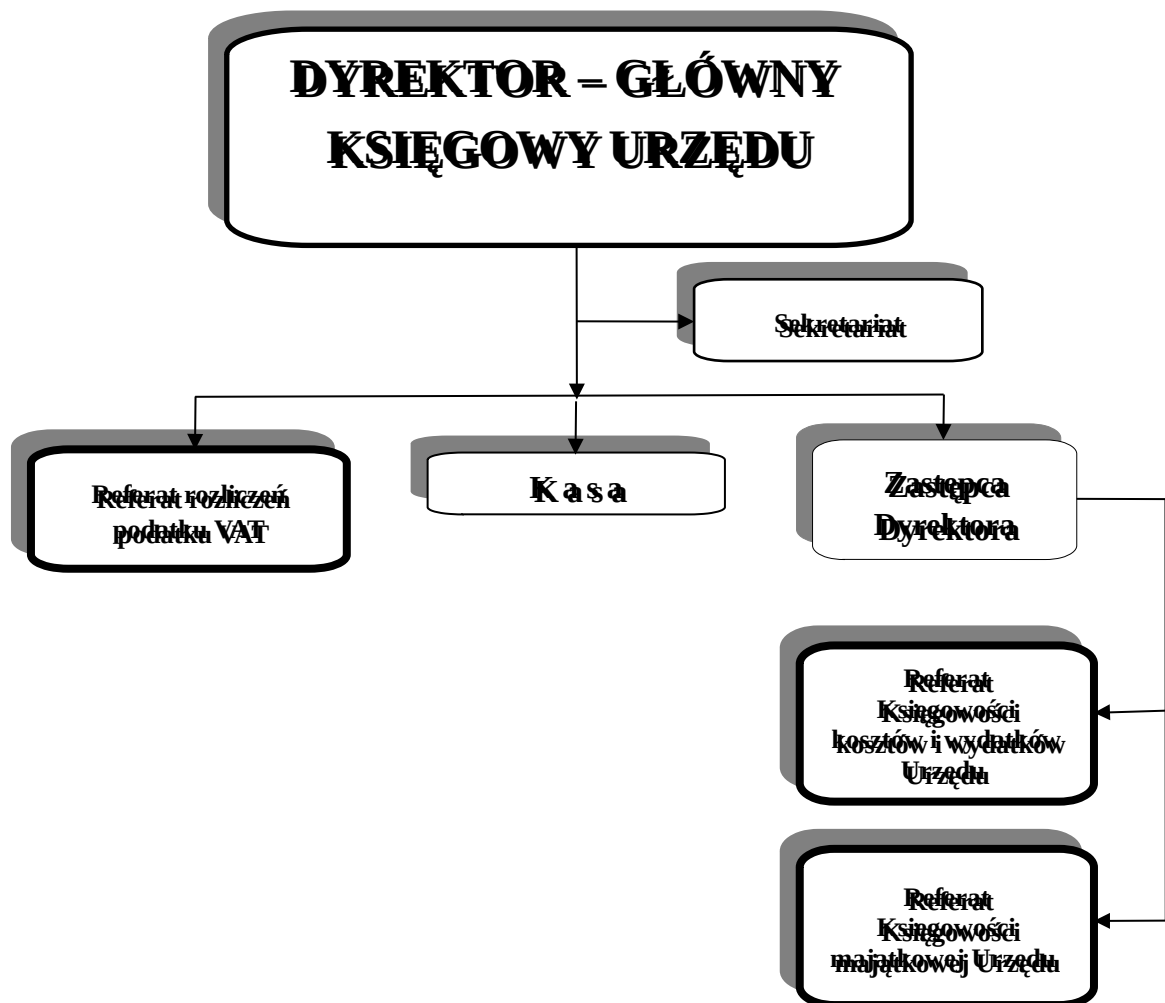 DYREKTOR – GŁÓWNY
KSIĘGOWY URZĘDU
Sekretariat
Referat rozliczeń
podatku VAT
K a s a
Zastępca
Dyrektora
Referat
Księgowości
kosztów i wydatków
Urzędu
Referat
Księgowości
majątkowej Urzędu